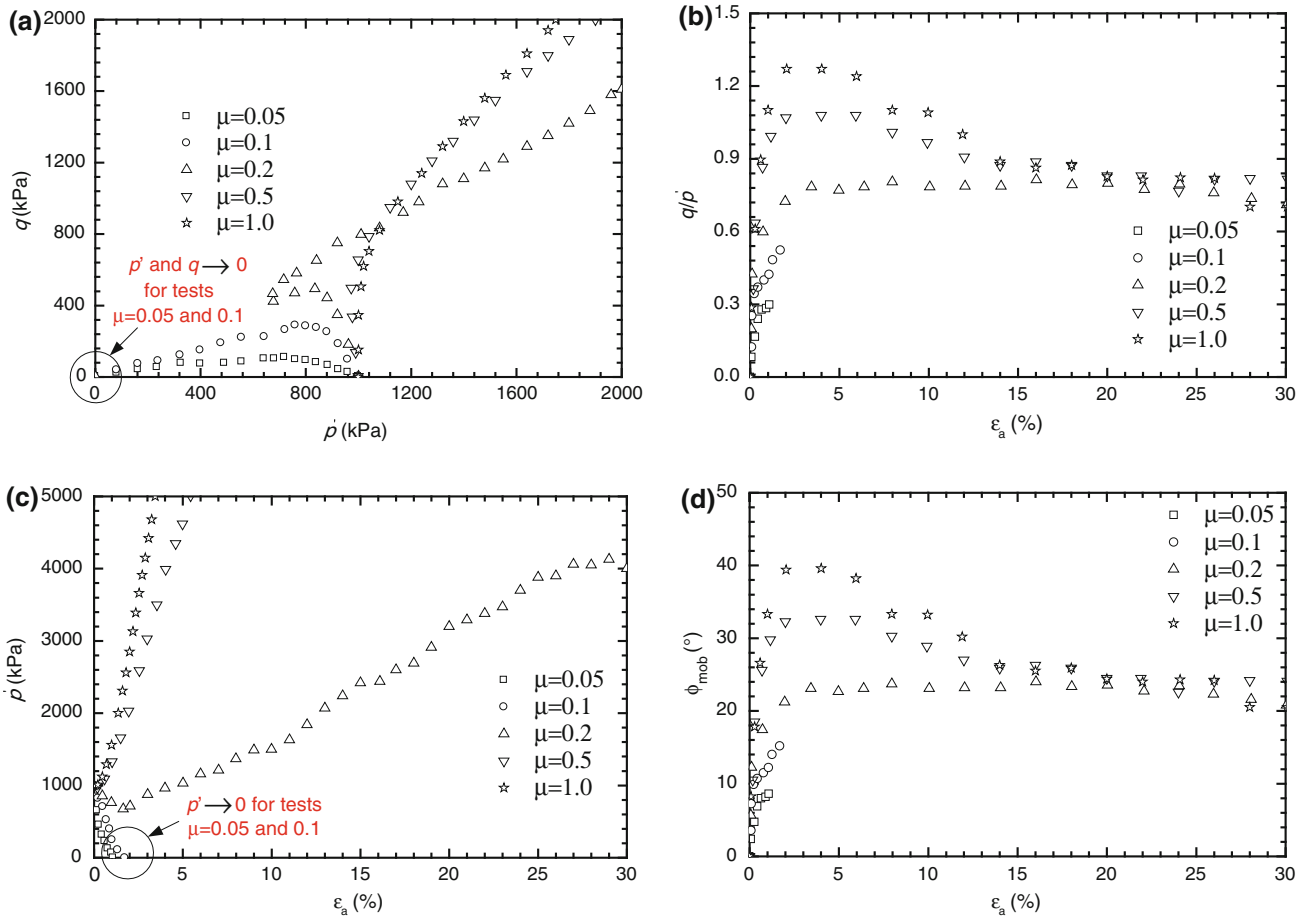 (a)
2000
1600
1200
800
400
0
q (kPa)
μ=0.05
μ=0.1
μ=0.2
μ=0.5
μ=1.0
p' and q → 0
for tests
μ=0.05 and 0.1
0 400 800 1200 1600 2000
p' (kPa)
(b)
1.5
1.2
0.9
0.6
0.3
0.0
q/p'
μ=0.05
μ=0.1
μ=0.2
μ=0.5
μ=1.0
0 5 10 15 20 25 30
εa (%)
(c)
5000
4000
3000
2000
1000
0
p' (kPa)
μ=0.05
μ=0.1
μ=0.2
μ=0.5
μ=1.0
p' → 0 for tests
μ=0.05 and 0.1
0 5 10 15 20 25 30
εa (%)
(d)
50
40
30
20
10
0
ϕmob (°)
μ=0.05
μ=0.1
μ=0.2
μ=0.5
μ=1.0
0 5 10 15 20 25 30
εa (%)